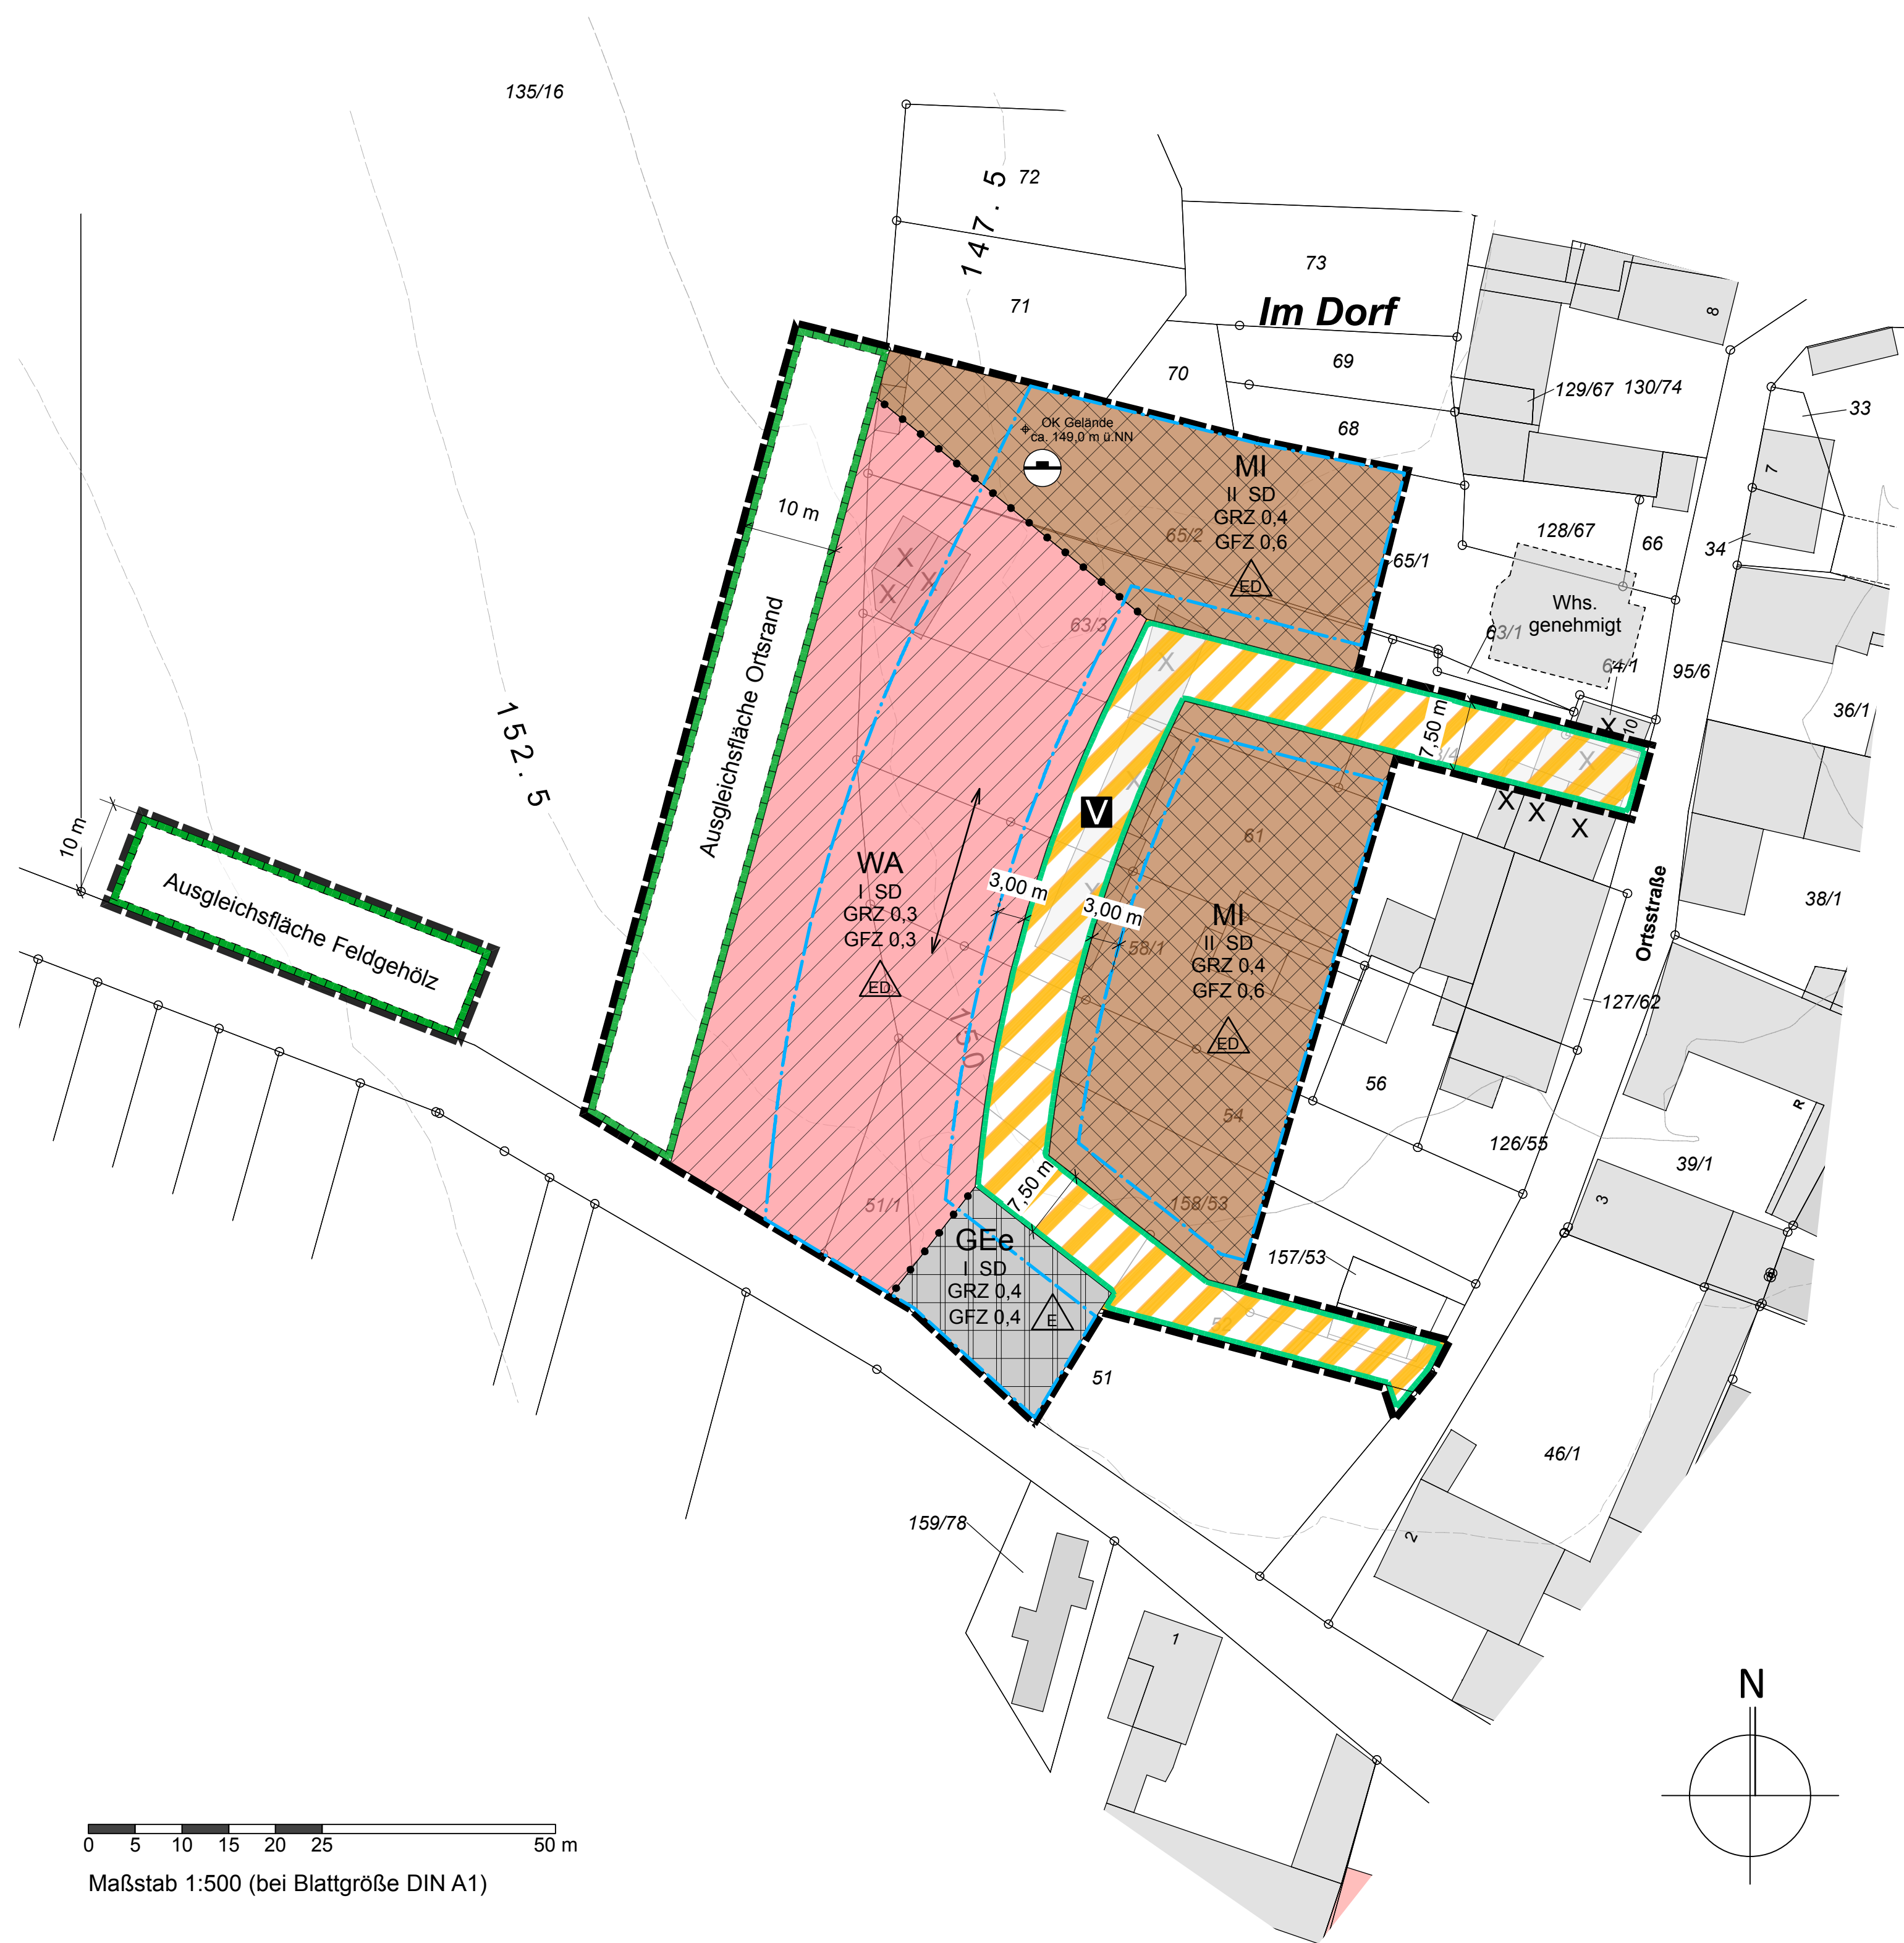 135/16
72
147.5
73
Im Dorf
71
8
69
70
129/67
130/74
33
68
OK Gelände
ca. 149,0 m ü.NN
MI
II SD
GRZ 0,4
GFZ 0,6
ED
7
10 m
65/2
128/67
66
34
65/1
X
X
X
Whs.
genehmigt
63/3
63/1
64/1
95/6
X
36/1
7,50 m
X
10
X
152.5
Ausgleichsfläche Ortsrand
X
V
X
X
X
10 m
61
WA
I SD
GRZ 0,3
GFZ 0,3
ED
3,00 m
X
3,00 m
MI
II SD
GRZ 0,4
GFZ 0,6
ED
Ortsstraße
38/1
Ausgleichsfläche Feldgehölz
58/1
127/62
150
56
54
R
126/55
39/1
7,50 m
51/1
158/53
3
GEe
I SD
GRZ 0,4
GFZ 0,4
E
157/53
52
51
46/1
159/78
2
1
N
0 5 10 15 20 25 50 m
Maßstab 1:500 (bei Blattgröße DIN A1)